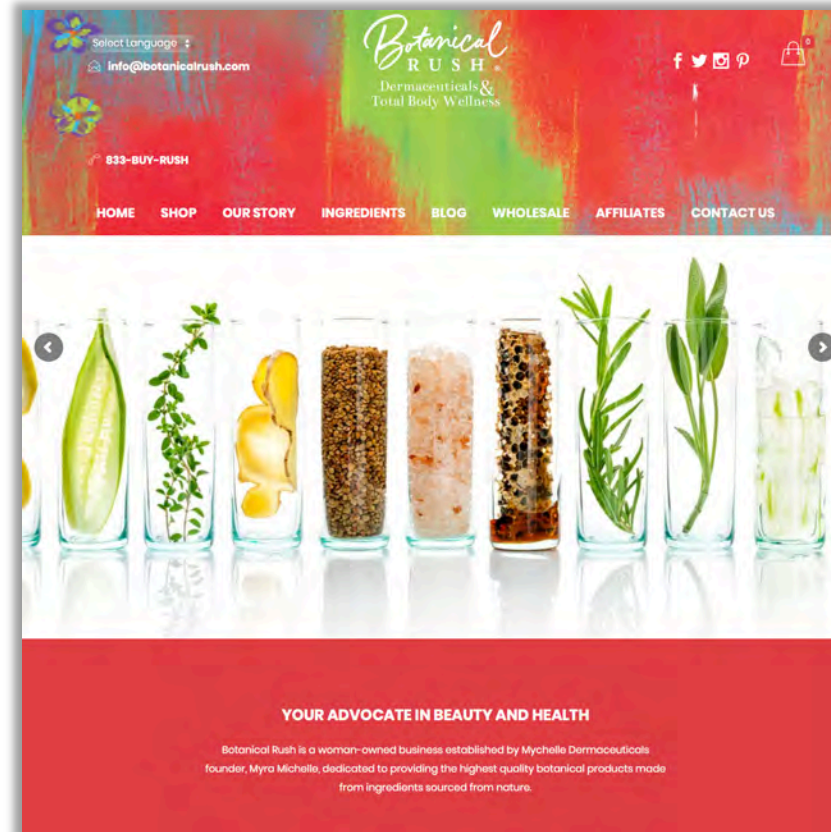 Select Language
info@botanicalrush.com
Botanical
RUSH®
Dermaceuticals &
Total Body Wellness
0
833-BUY-RUSH
HOME SHOP OUR STORY INGREDIENTS BLOG WHOLESALE AFFILIATES CONTACT US
YOUR ADVOCATE IN BEAUTY AND HEALTH
Botanical Rush is a woman-owned business established by Mychelle Dermaceuticals
founder, Myra Michelle, dedicated to providing the highest quality botanical products made
from ingredients sourced from nature.